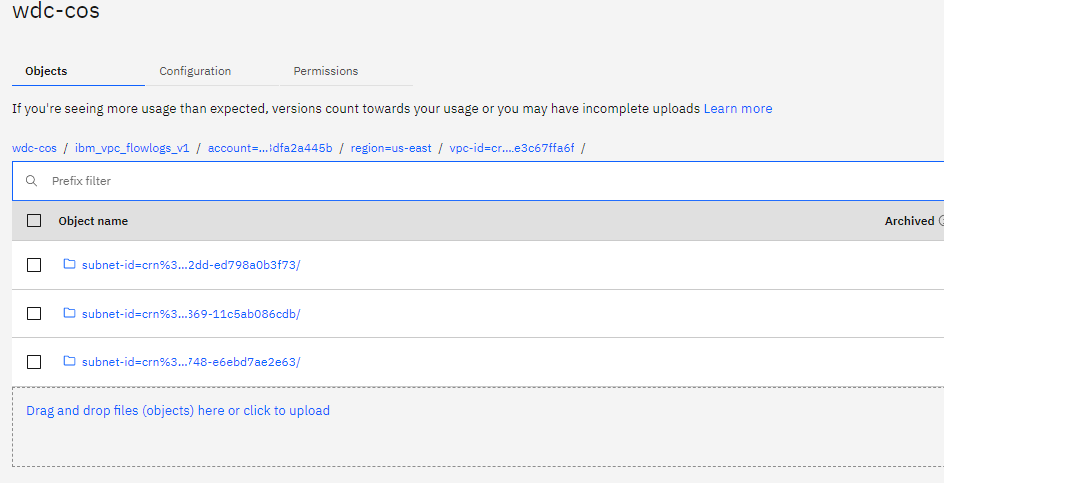 wdc-cos
Objects Configuration Permissions
If you're seeing more usage than expected, versions count towards your usage or you may have incomplete uploads Learn more
wdc-cos / ibm_vpc_flowlogs_v1 / account=...dfa2a445b / region=us-east / vpc-id=cr....e3c67ffa6f /
Prefix filter
Object name Archived
subnet-id=crn%3...2dd-ed798a0b3f73/
subnet-id=crn%3...369-11c5ab086cdb/
subnet-id=crn%3...748-e6ebd7ae2e63/
Drag and drop files (objects) here or click to upload